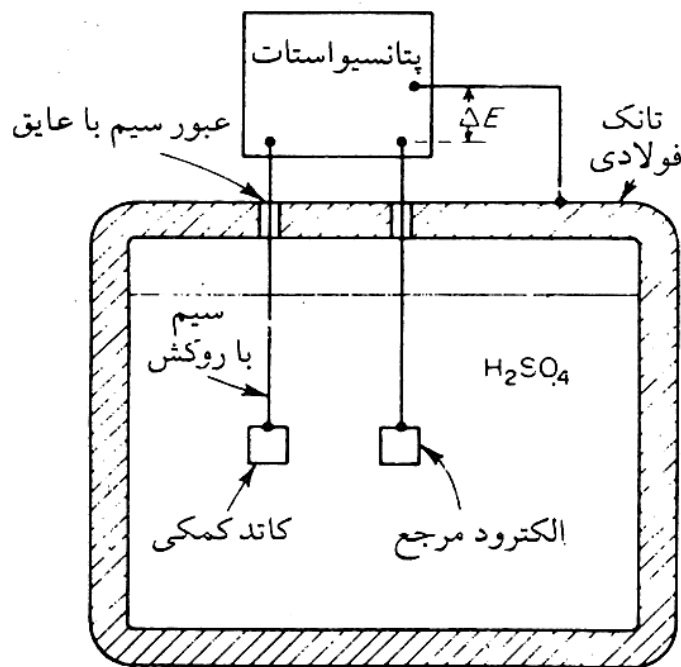 پتانسیواستات
ΔE
عبور سیم با عایق
تانک
فولادی
سیم
با روکش
H₂SO₄
کاتد کمکی
الکترود مرجع